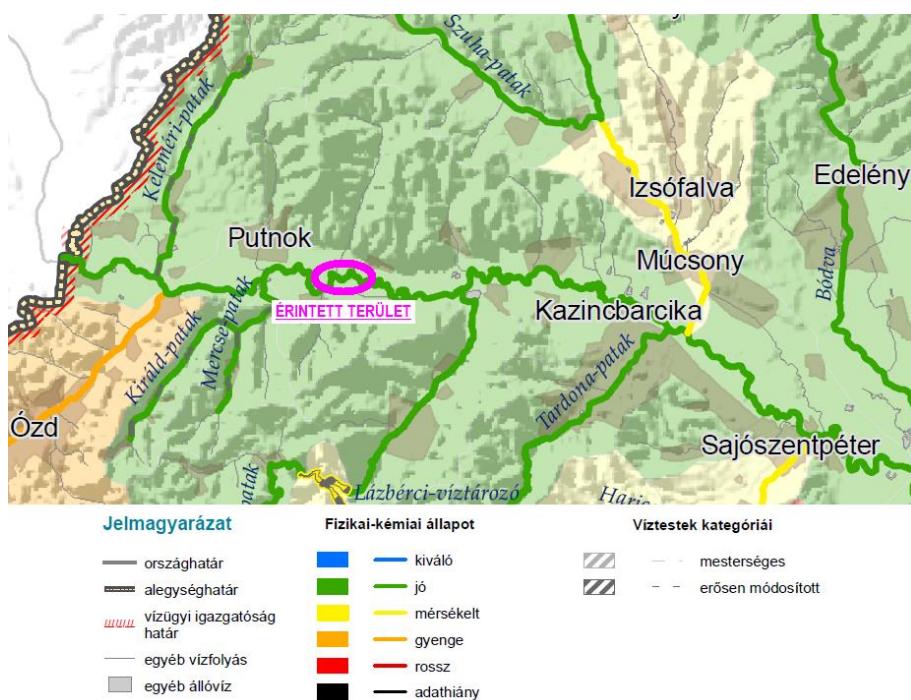 Szuha-patak
Keleméri-patak
Izsófalva
Edelény
Putnok
Múcsony
Bódva
ÉRINTETT TERÜLET
Kazincbarcika
Mercse-patak
Királd-patak
Tardona-patak
Ózd
Sajószentpéter
patak
Lázbérci-víztározó
Jelmagyarázat
országhatár
alegységhatár
vízügyi igazgatóság
határ
egyéb vízfolyás
egyéb állóvíz
Fizikai-kémiai állapot
kiváló
jó
mérsékelt
gyenge
rossz
adathiány
Víztestek kategóriái
mesterséges
erősen módosított